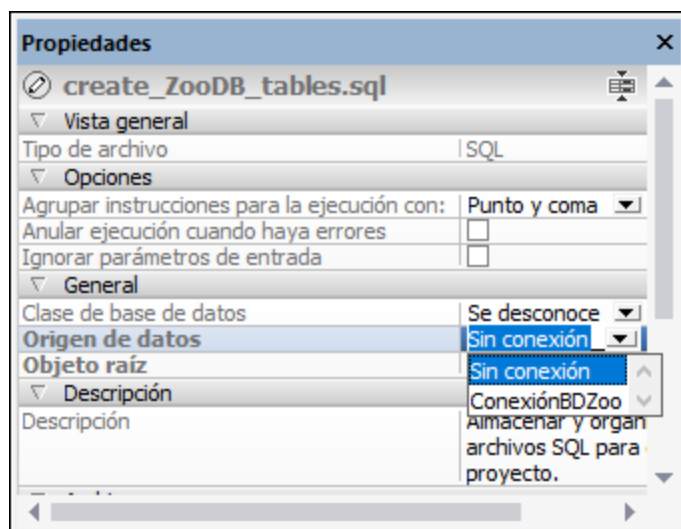 Propiedades
create_ZooDB_tables.sql
Vista general
Tipo de archivo SQL
Opciones
Agrupar instrucciones para la ejecución con: Punto y coma
Anular ejecución cuando haya errores
Ignorar parámetros de entrada
General
Clase de base de datos Se desconoce
Origen de datos Sin conexión
Objeto raíz Sin conexión
ConexiónBDZoo
Descripción
Descripción Almacenar y organ
archivos SQL para
proyecto.